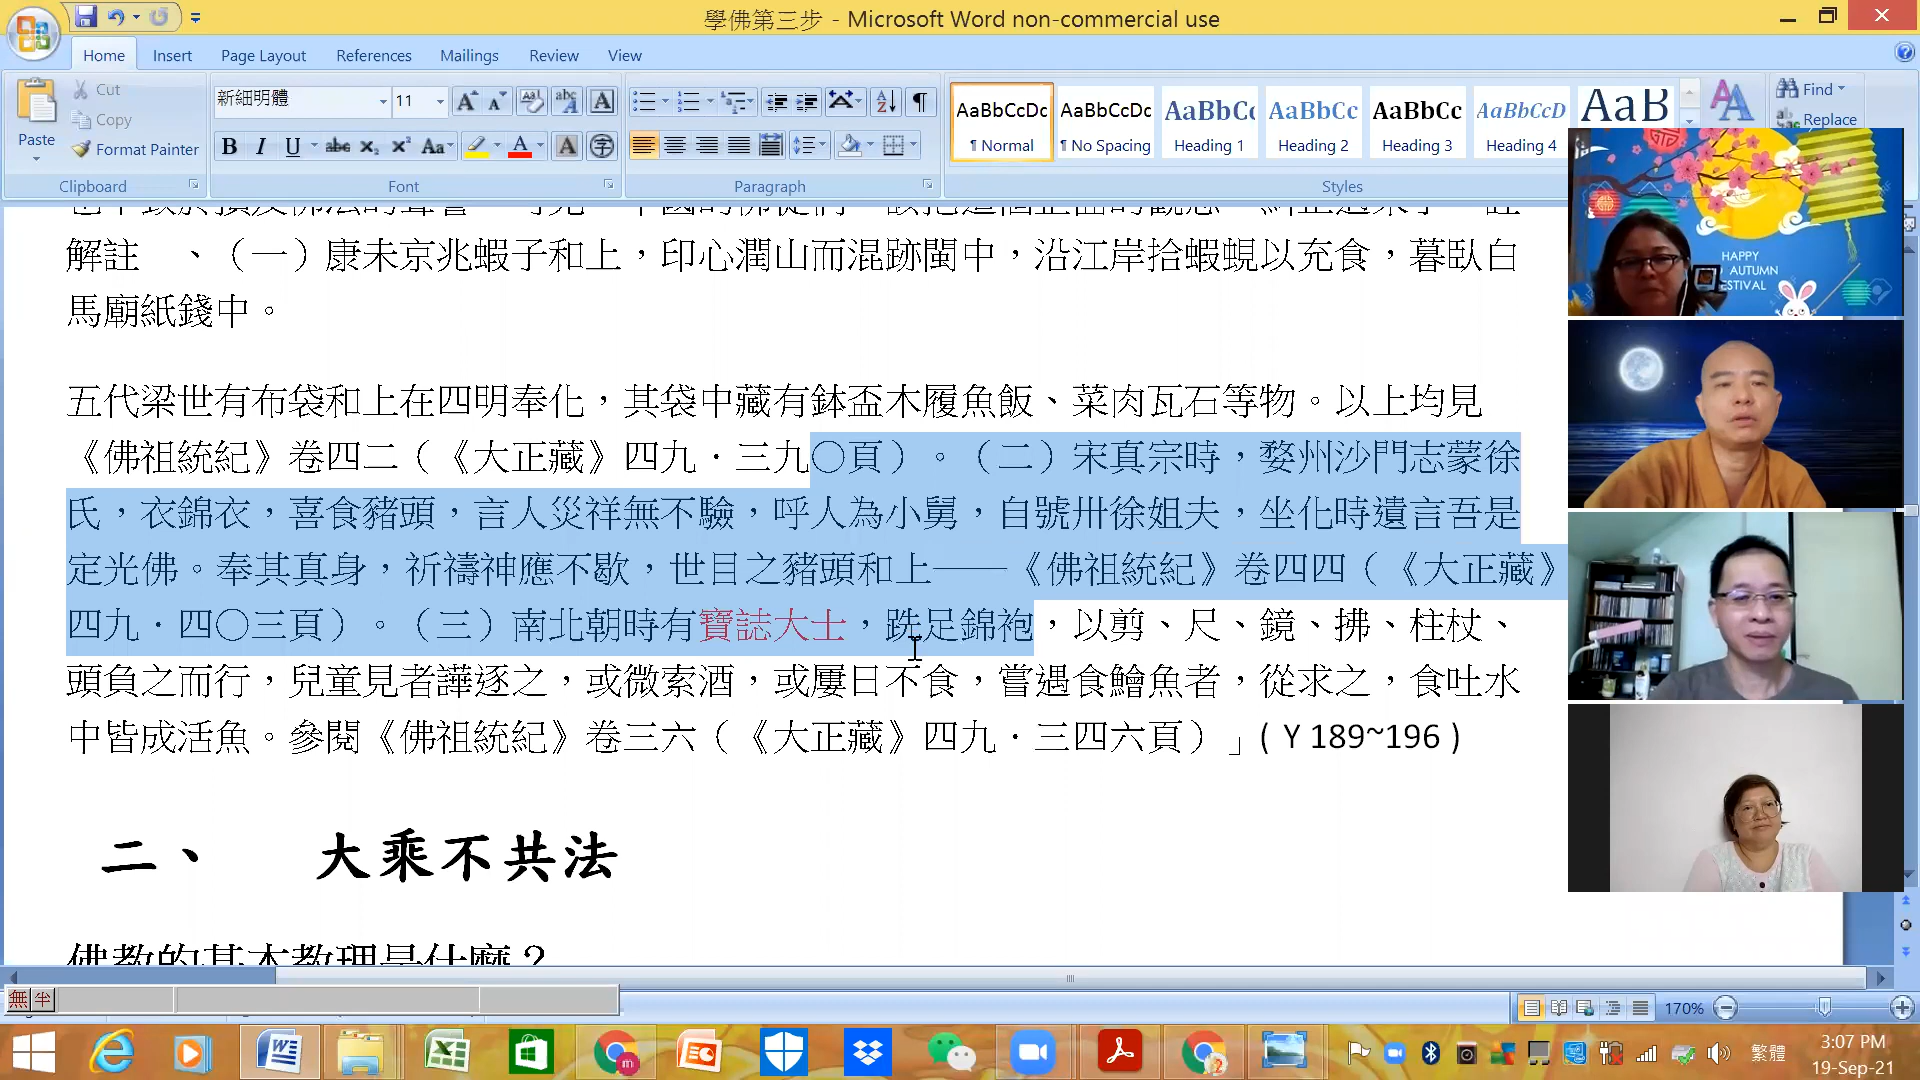 學佛第三步 - Microsoft Word non-commercial use
Home Insert Page Layout References Mailings Review View
Paste
Cut
Copy
Format Painter
新細明體 11
AaBbCcDc AaBbCcDc AaBbCc AaBbCc AaBbCc AaBbCcD AaB
¶ Normal ¶ No Spacing Heading 1 Heading 2 Heading 3 Heading 4
Find
Replace
Clipboard Font Paragraph Styles
解註　、（一）康未京兆蝦子和上，印心潤山而混跡閩中，沿江岸拾蝦蜆以充食，暮臥白
馬廟紙錢中。
五代梁世有布袋和上在四明奉化，其袋中藏有鉢盃木履魚飯、菜肉瓦石等物。以上均見
《佛祖統紀》卷四二（《大正藏》四九．三九〇頁）。（二）宋真宗時，婺州沙門志蒙徐
氏，衣錦衣，喜食豬頭，言人災祥無不驗，呼人為小舅，自號卅徐姐夫，坐化時遺言吾是
定光佛。奉其真身，祈禱神應不歇，世目之豬頭和上——《佛祖統紀》卷四四（《大正藏》
四九．四〇三頁）。（三）南北朝時有寶誌大士，跣足錦袍，以剪、尺、鏡、拂、柱杖、
頭負之而行，兒童見者譁逐之，或微索酒，或屢日不食，嘗遇食鱠魚者，從求之，食吐水
中皆成活魚。參閱《佛祖統紀》卷三六（《大正藏》四九．三四六頁）」( Y 189~196 )
二、　大乘不共法
佛教的基本教理是什麼？
HAPPY
AUTUMN
ESTIVAL
無 半
170%
繁體
3:07 PM
19-Sep-21